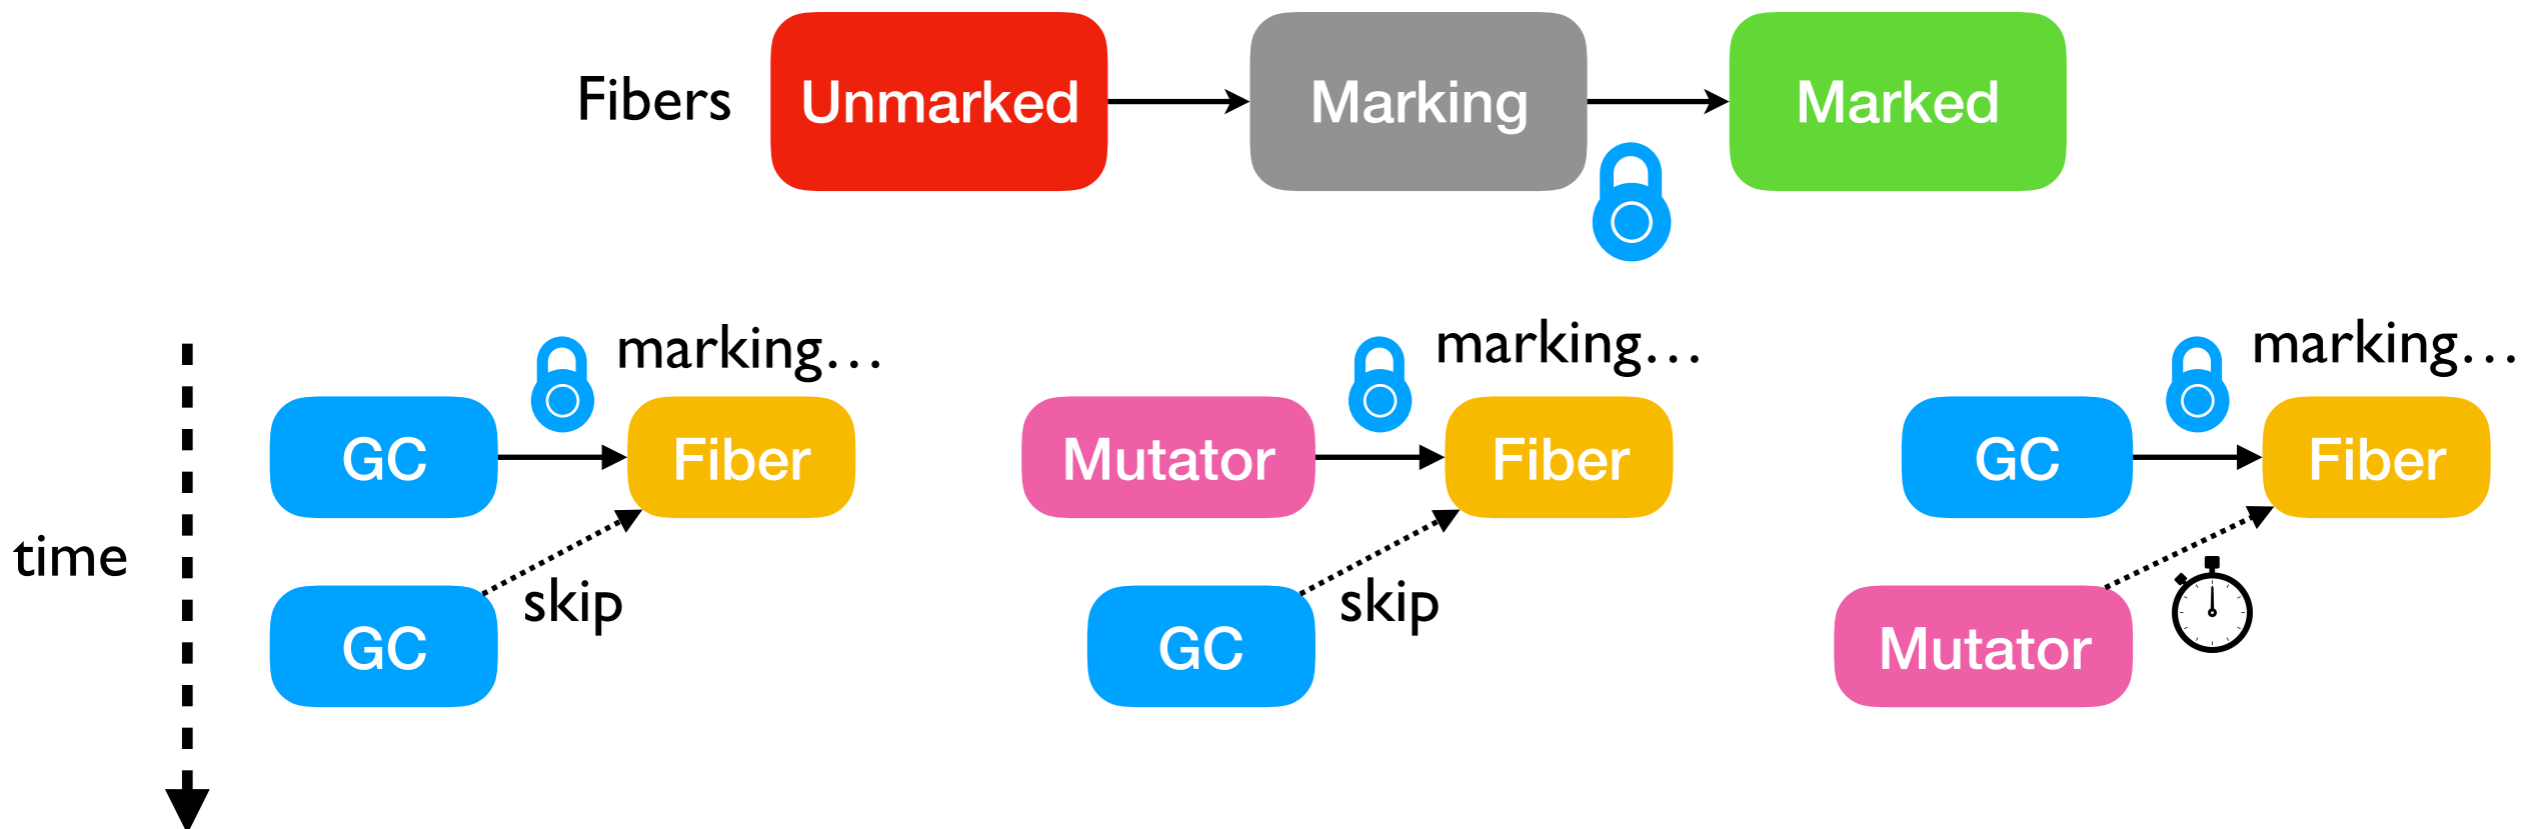 Fibers Unmarked Marking Marked
marking…
GC Fiber
skip
GC
marking…
Mutator Fiber
skip
GC
marking…
GC Fiber
Mutator
time